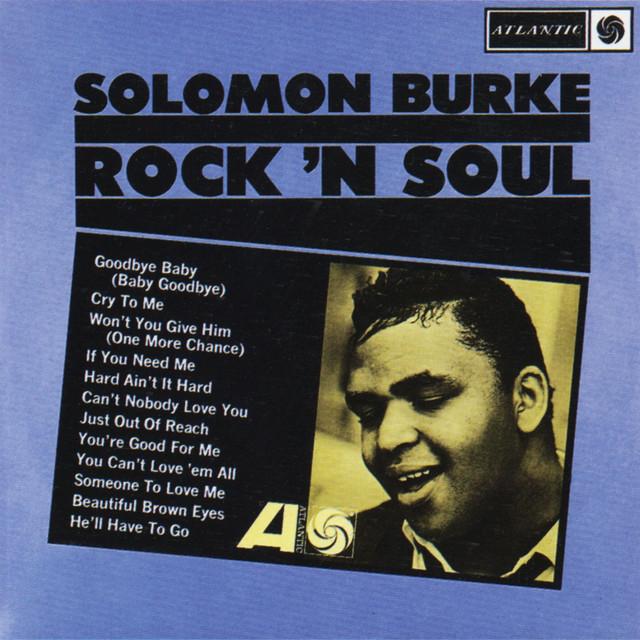 ATLANTIC
SOLOMON BURKE
ROCK 'N SOUL
Goodbye Baby
(Baby Goodbye)
Cry To Me
Won't You Give Him
(One More Chance)
If You Need Me
Hard Ain't It Hard
Can't Nobody Love You
Just Out Of Reach
You're Good For Me
You Can't Love 'em All
Someone To Love Me
Beautiful Brown Eyes
He'll Have To Go
A
ATLANTIC